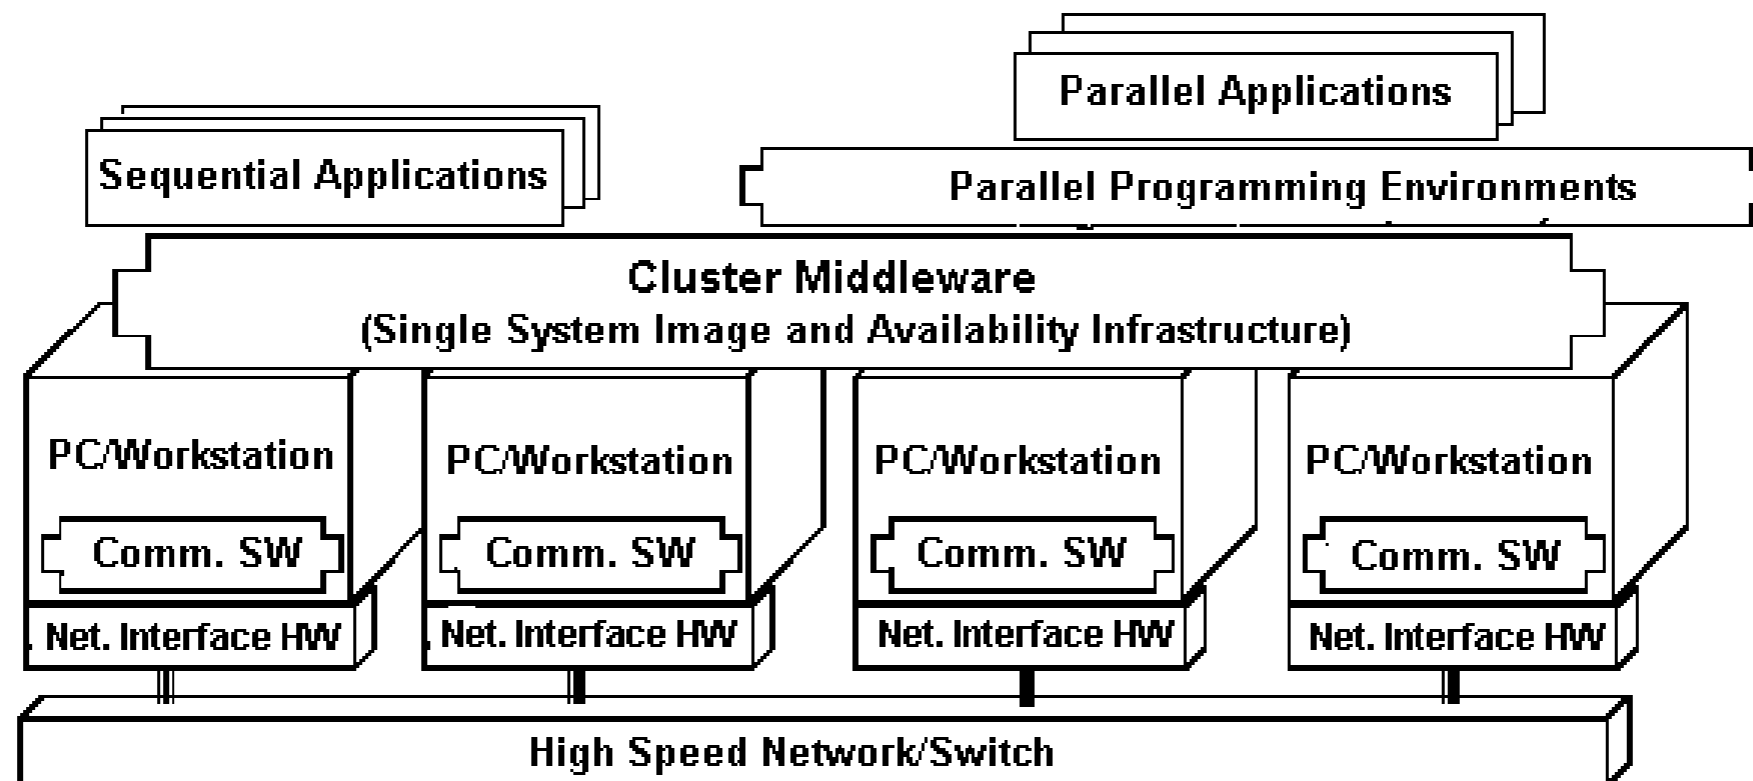 Parallel Applications
Sequential Applications
Parallel Programming Environments
Cluster Middleware
(Single System Image and Availability Infrastructure)
PC/Workstation
PC/Workstation
PC/Workstation
PC/Workstation
Comm. SW
Comm. SW
Comm. SW
Comm. SW
Net. Interface HW
Net. Interface HW
Net. Interface HW
Net. Interface HW
High Speed Network/Switch